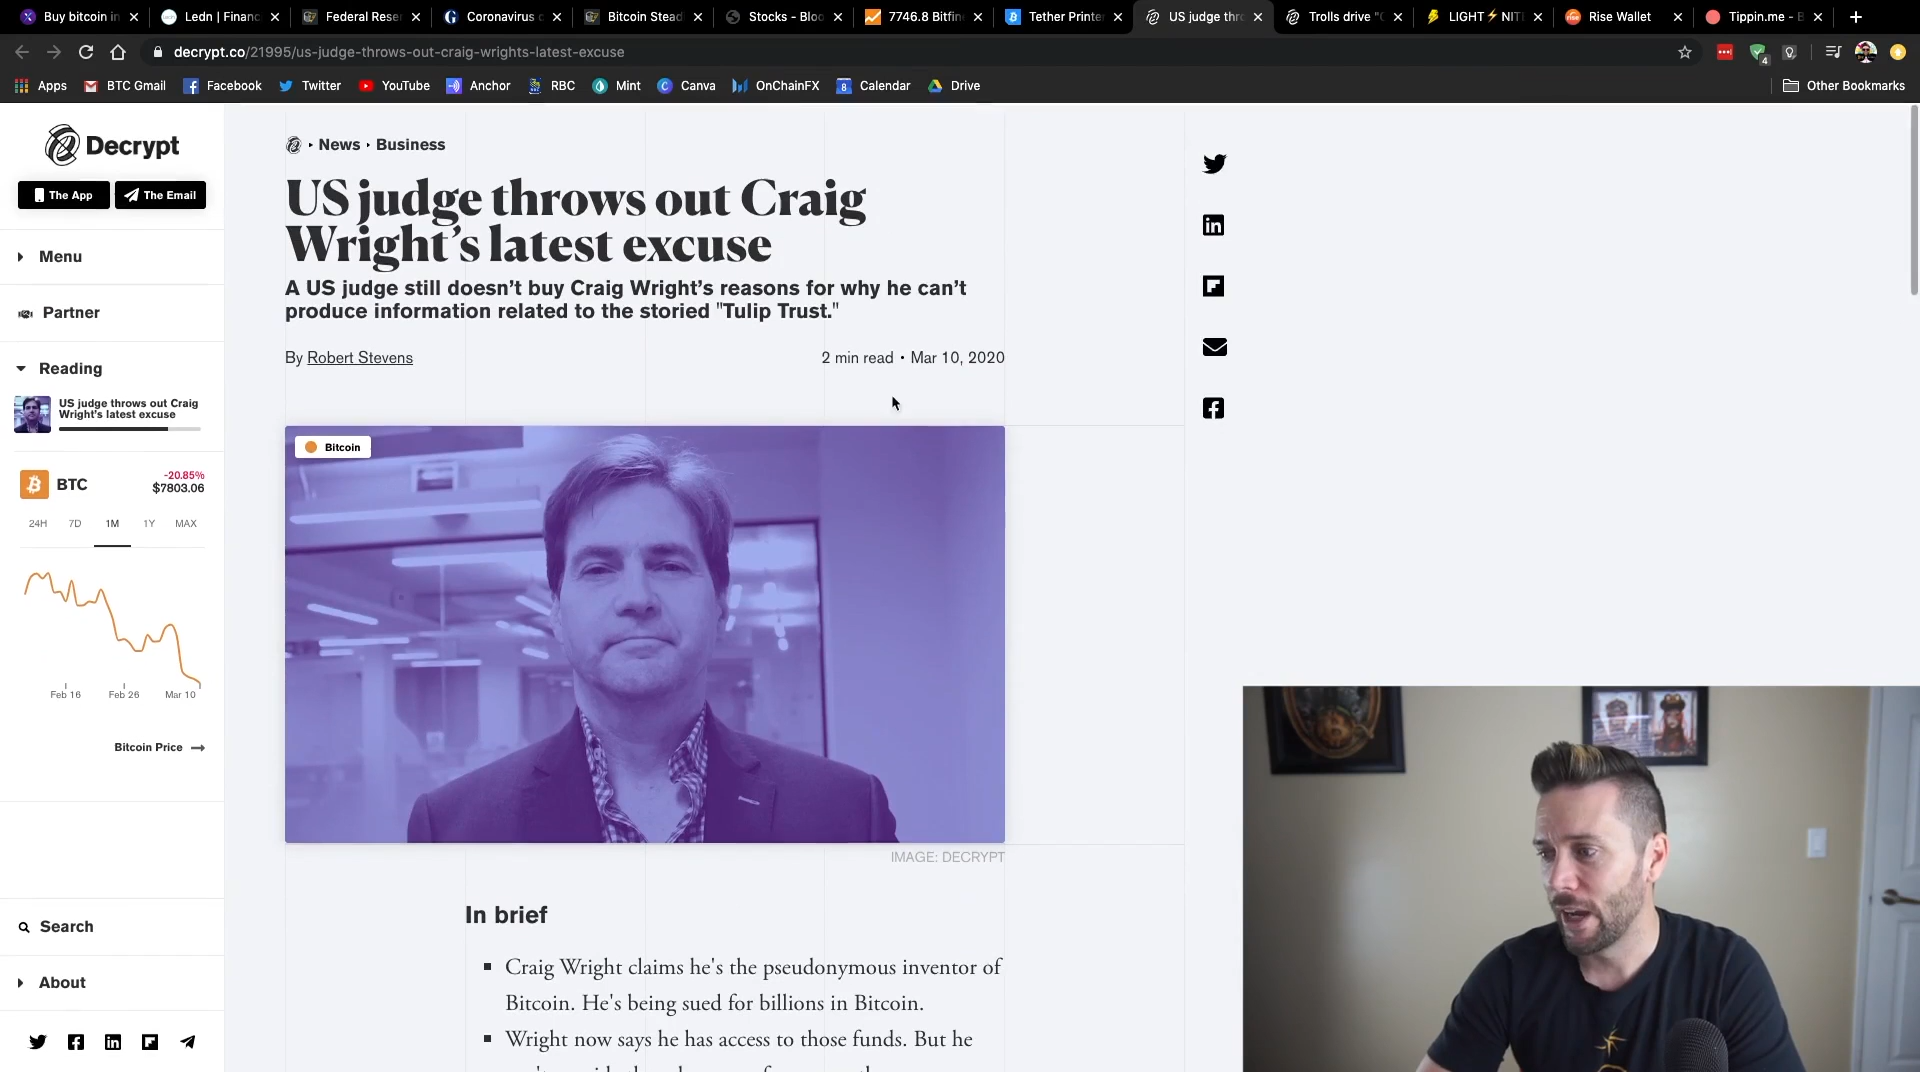 Buy bitcoin in
Ledn | Financ
Federal Reser
Coronavirus c
Bitcoin Stead
Stocks - Bloo
7746.8 Bitfin
Tether Printer
US judge thro
Trolls drive "C
LIGHT⚡NIT
Rise Wallet
Tippin.me - B
decrypt.co/21995/us-judge-throws-out-craig-wrights-latest-excuse
4
Apps
BTC Gmail
Facebook
Twitter
YouTube
Anchor
RBC
Mint
Canva
OnChainFX
8
Calendar
Drive
Other Bookmarks
Decrypt
The App
The Email
Menu
Partner
Reading
US judge throws out Craig
Wright's latest excuse
BTC
-20.85%
$7803.06
24H 7D 1M 1Y MAX
Feb 16 Feb 26 Mar 10
Bitcoin Price →
Search
About
News · Business
US judge throws out Craig
Wright’s latest excuse
A US judge still doesn’t buy Craig Wright’s reasons for why he can’t
produce information related to the storied "Tulip Trust."
By Robert Stevens
2 min read • Mar 10, 2020
Bitcoin
IMAGE: DECRYPT
In brief
Craig Wright claims he's the pseudonymous inventor of
Bitcoin. He's being sued for billions in Bitcoin.
Wright now says he has access to those funds. But he